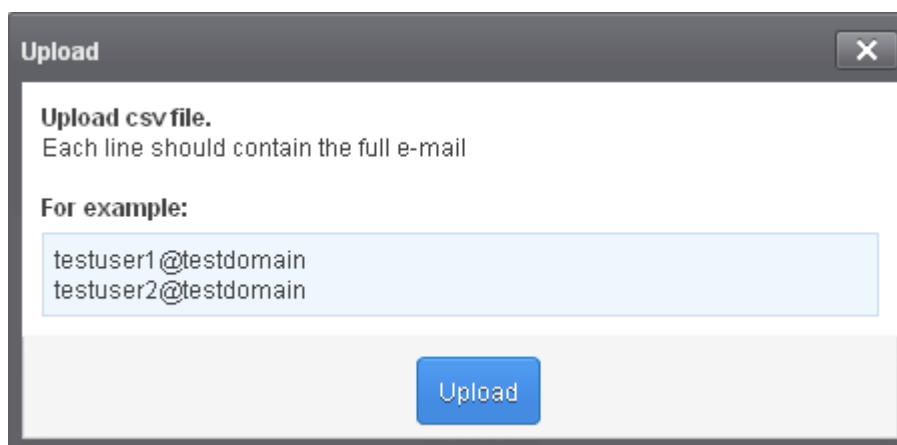 Upload
Upload csv file.
Each line should contain the full e-mail
For example:
testuser1@testdomain
testuser2@testdomain
Upload